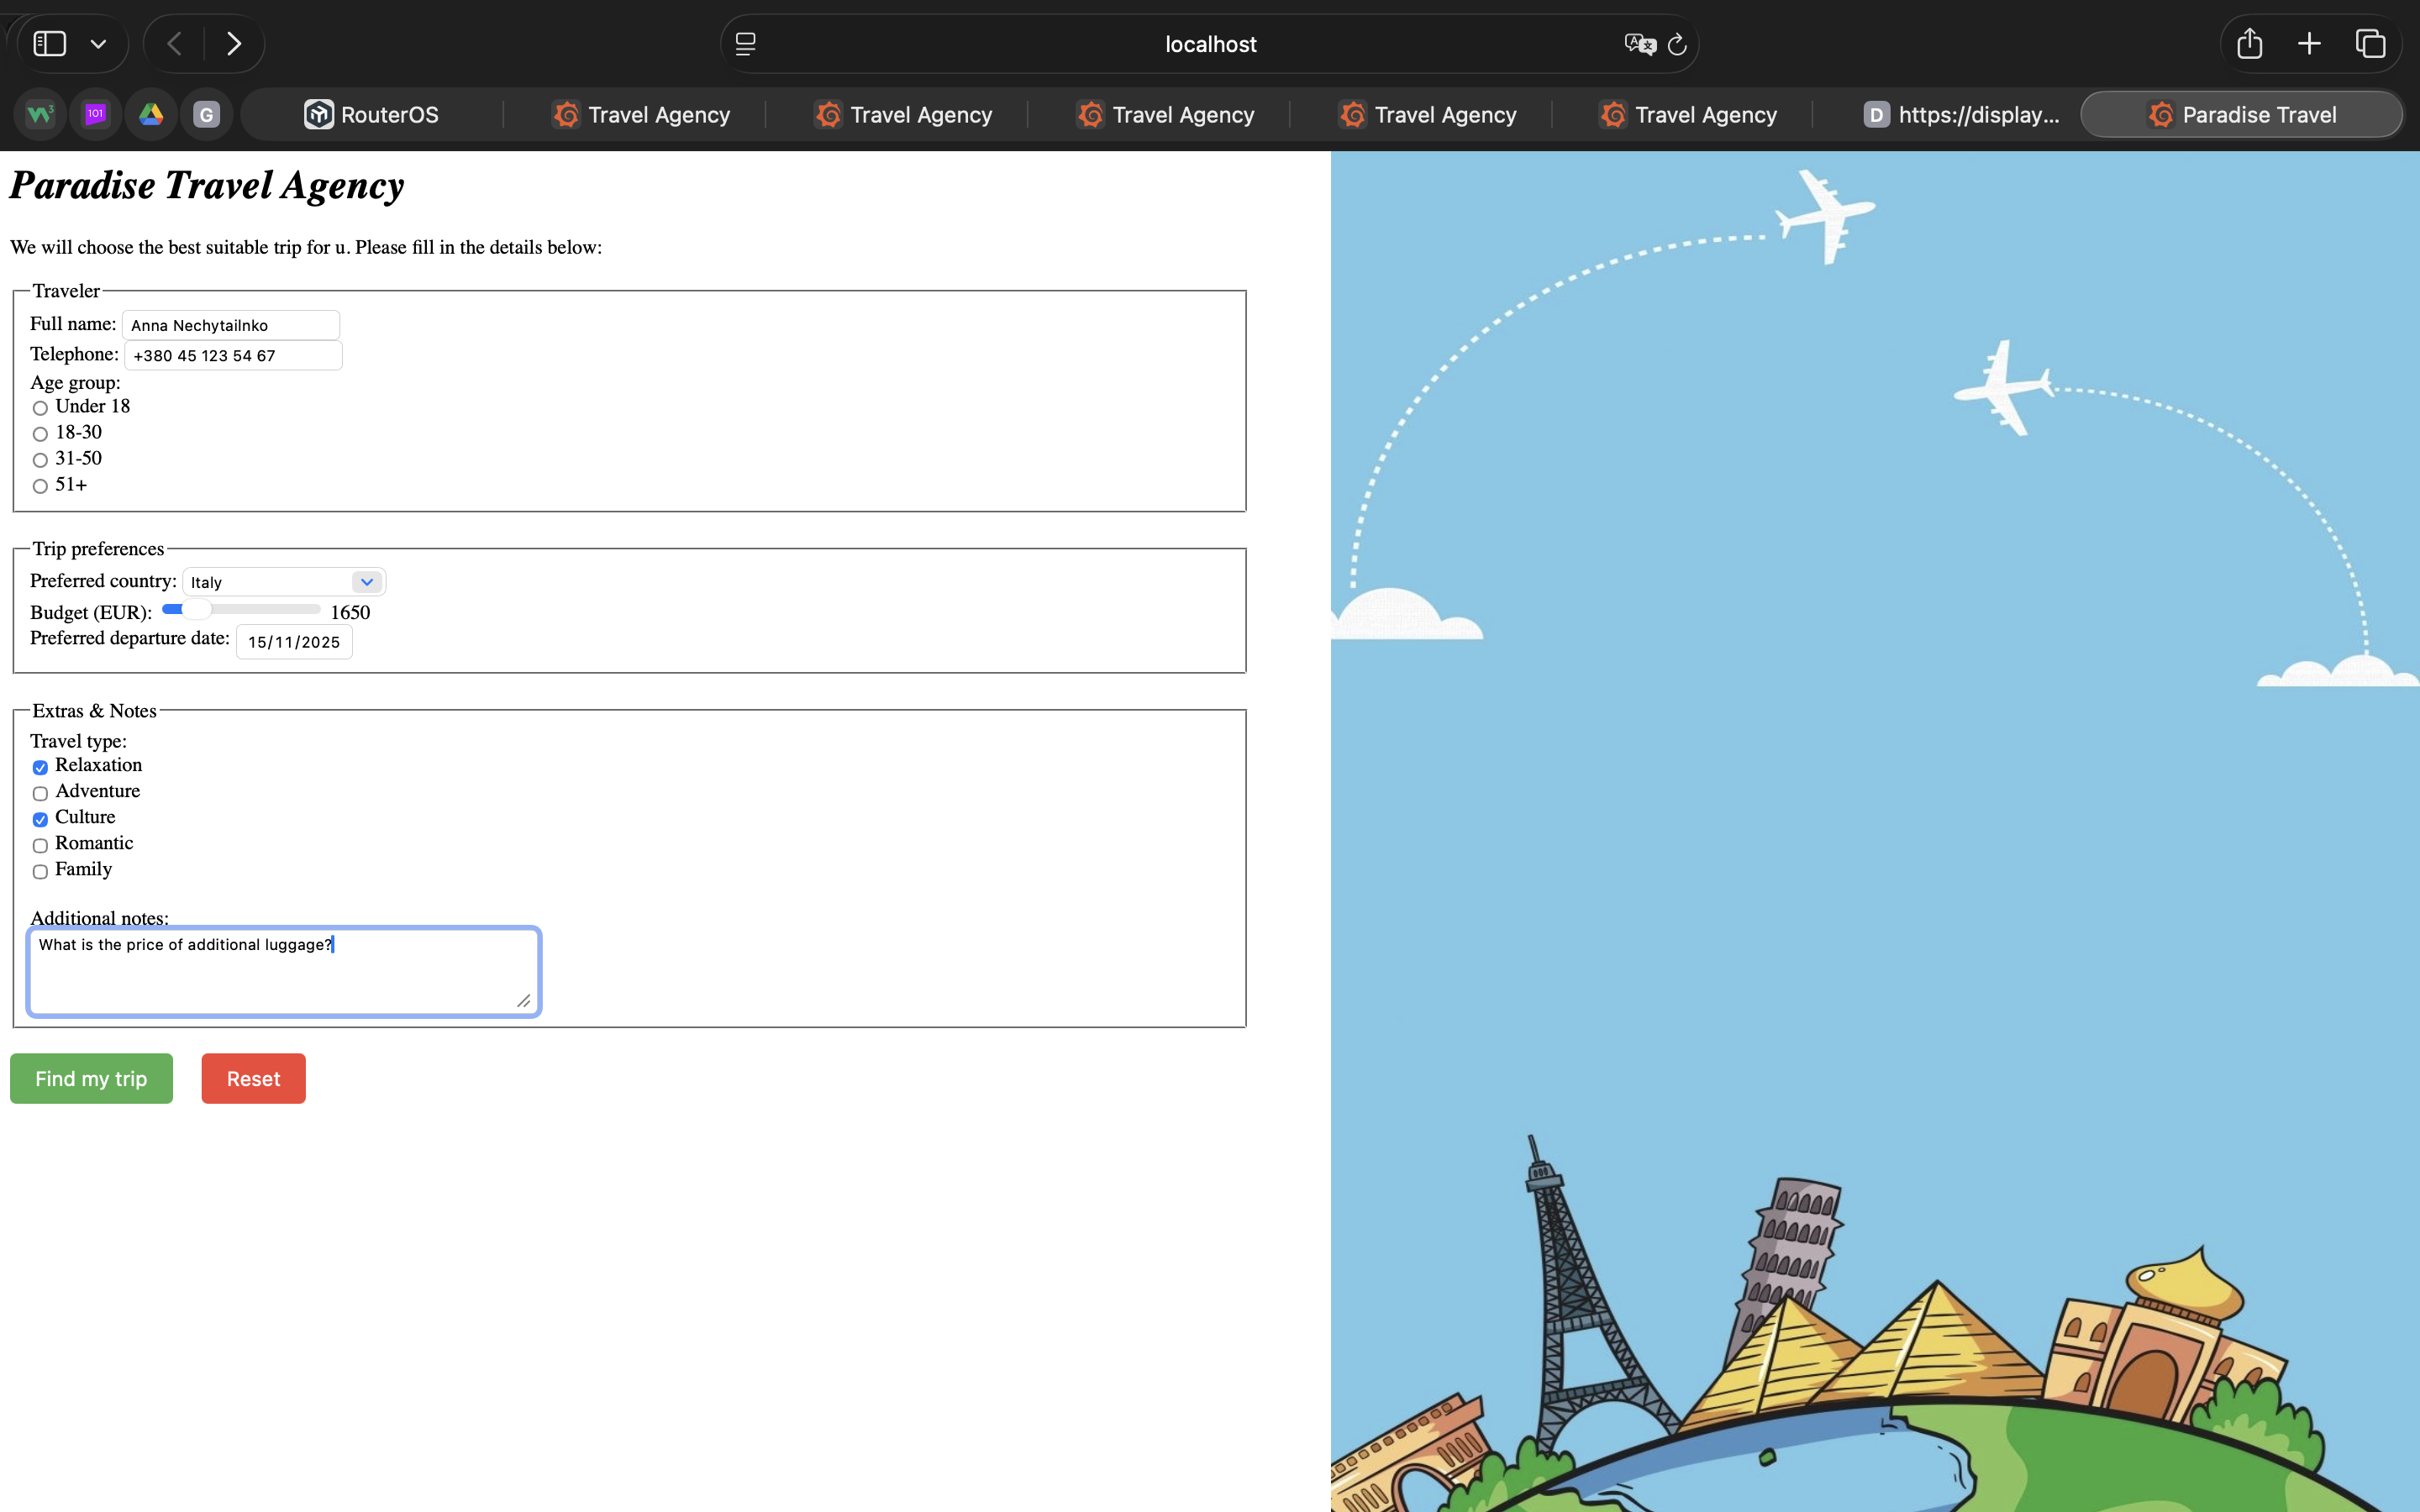 localhost
W3
101
G
RouterOS
Travel Agency
Travel Agency
Travel Agency
Travel Agency
Travel Agency
D https://display...
Paradise Travel
Paradise Travel Agency
We will choose the best suitable trip for u. Please fill in the details below:
Traveler
Full name: Anna Nechytailnko
Telephone: +380 45 123 54 67
Age group:
Under 18
18-30
31-50
51+
Trip preferences
Preferred country: Italy
Budget (EUR): 1650
Preferred departure date: 15/11/2025
Extras & Notes
Travel type:
Relaxation
Adventure
Culture
Romantic
Family
Additional notes:
What is the price of additional luggage?
Find my trip Reset